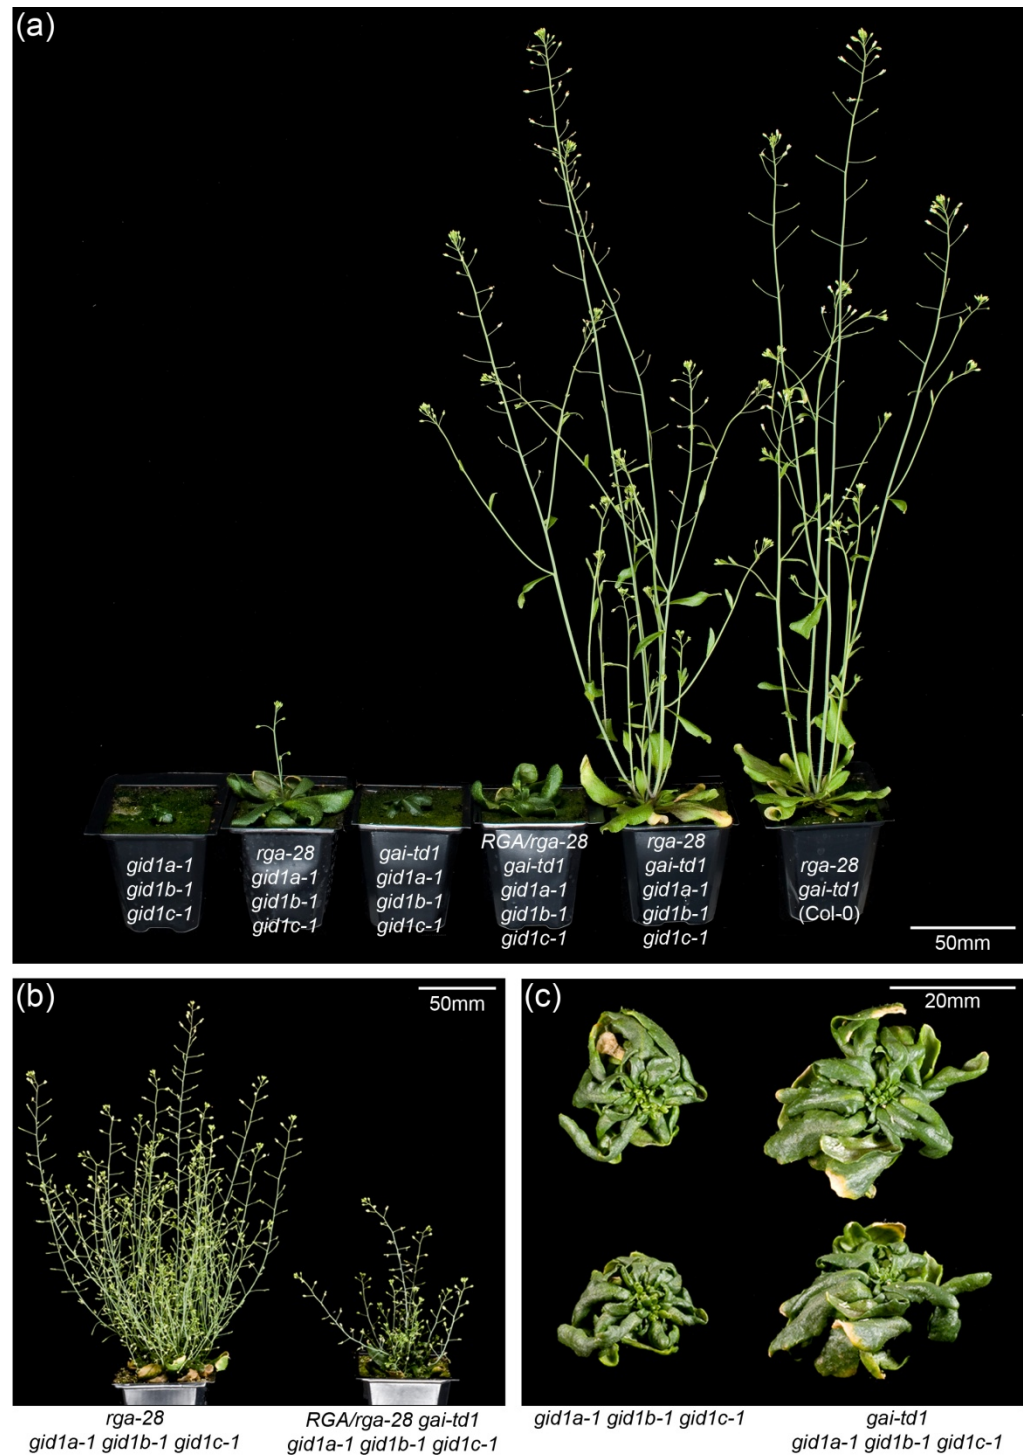 (a)
gid1a-1
gid1b-1
gid1c-1
rga-28
gid1a-1
gid1b-1
gid1c-1
gai-td1
gid1a-1
gid1b-1
gid1c-1
RGA/rga-28
gai-td1
gid1a-1
gid1b-1
gid1c-1
rga-28
gai-td1
gid1a-1
gid1b-1
gid1c-1
rga-28
gai-td1
(Col-0)
50mm
(b)
50mm
rga-28
gid1a-1 gid1b-1 gid1c-1
RGA/rga-28 gai-td1
gid1a-1 gid1b-1 gid1c-1
(c)
20mm
gid1a-1 gid1b-1 gid1c-1
gai-td1
gid1a-1 gid1b-1 gid1c-1